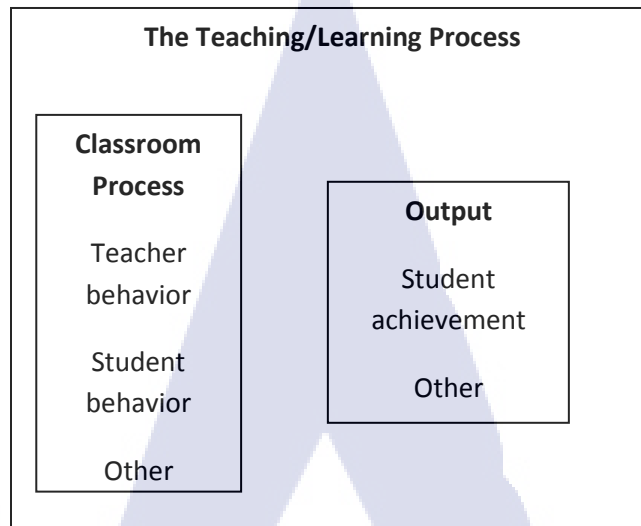 The Teaching/Learning Process
Classroom
Process
Teacher
behavior
Student
behavior
Other
Output
Student
achievement
Other